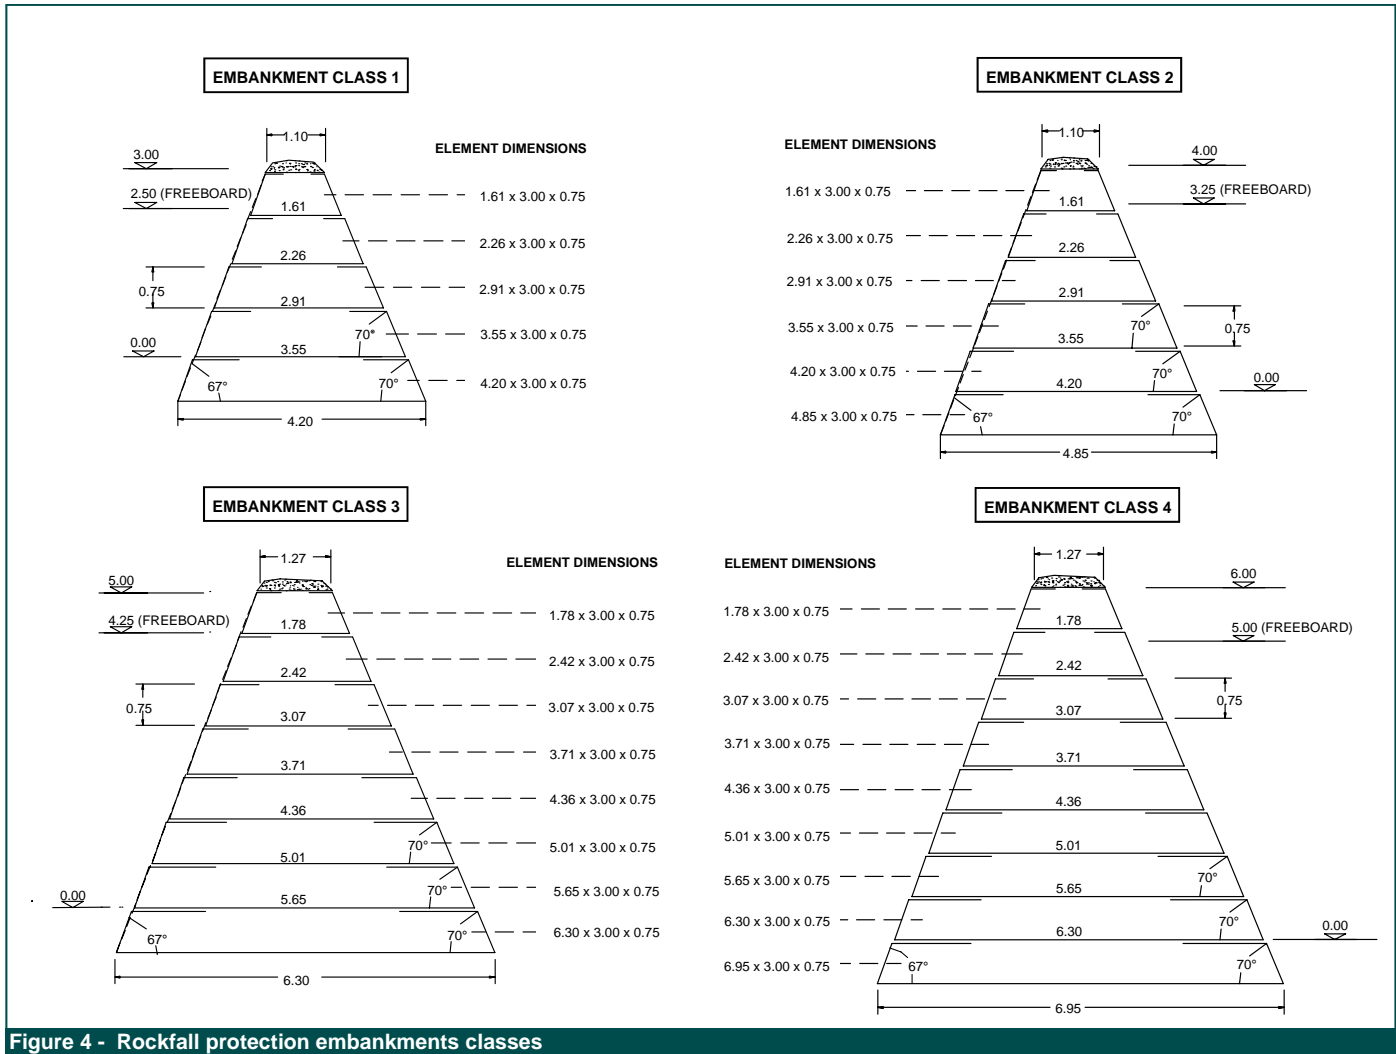 EMBANKMENT CLASS 1
1.10
ELEMENT DIMENSIONS
3.00
2.50 (FREEBOARD)
1.61
1.61 x 3.00 x 0.75
2.26
2.26 x 3.00 x 0.75
0.75
2.91
2.91 x 3.00 x 0.75
70°
3.55 x 3.00 x 0.75
0.00
3.55
67°
70°
4.20 x 3.00 x 0.75
4.20
EMBANKMENT CLASS 2
1.10
ELEMENT DIMENSIONS
4.00
3.25 (FREEBOARD)
1.61 x 3.00 x 0.75
1.61
2.26 x 3.00 x 0.75
2.26
2.91 x 3.00 x 0.75
2.91
3.55 x 3.00 x 0.75
70°
0,75
3.55
4.20 x 3.00 x 0.75
70°
4.20
0.00
4.85 x 3.00 x 0.75
67°
70°
4.85
EMBANKMENT CLASS 3
1.27
ELEMENT DIMENSIONS
5.00
4.25 (FREEBOARD)
1.78
1.78 x 3.00 x 0.75
2.42
2.42 x 3.00 x 0.75
0.75
3.07
3.07 x 3.00 x 0.75
3.71
3.71 x 3.00 x 0.75
4.36
4.36 x 3.00 x 0.75
70°
5.01
5.01 x 3.00 x 0.75
70°
5.65 x 3.00 x 0.75
0.00
5.65
67°
70°
6.30 x 3.00 x 0.75
6.30
EMBANKMENT CLASS 4
1.27
ELEMENT DIMENSIONS
6.00
5.00 (FREEBOARD)
1.78 x 3.00 x 0.75
1.78
2.42 x 3.00 x 0.75
2.42
3.07 x 3.00 x 0.75
3.07
0,75
3.71 x 3.00 x 0.75
3.71
4.36 x 3.00 x 0.75
4.36
5.01 x 3.00 x 0.75
5.01
5.65 x 3.00 x 0.75
70°
5.65
6.30 x 3.00 x 0.75
70°
6.30
0.00
6.95 x 3.00 x 0.75
67°
70°
6.95
Figure 4 - Rockfall protection embankments classes